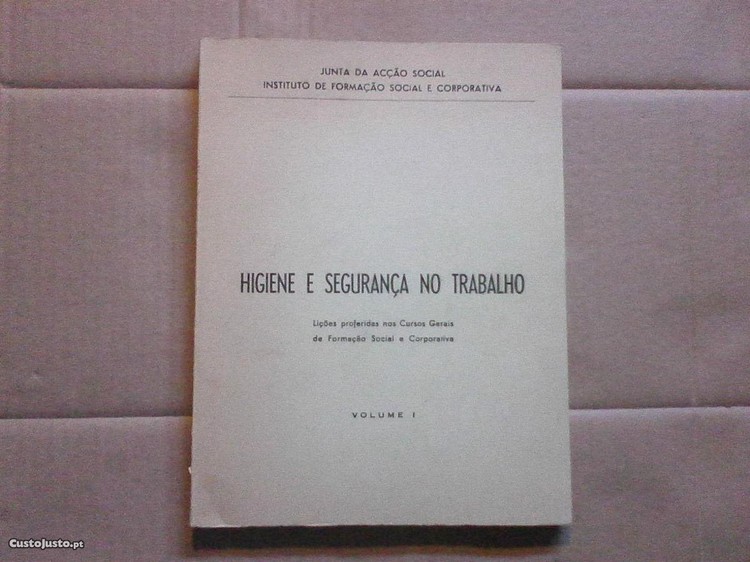 JUNTA DA ACÇÃO SOCIAL
INSTITUTO DE FORMAÇÃO SOCIAL E CORPORATIVA
HIGIENE E SEGURANÇA NO TRABALHO
Lições proferidas nos Cursos Gerais
de Formação Social e Corporativa
VOLUME I
CustoJusto.pt